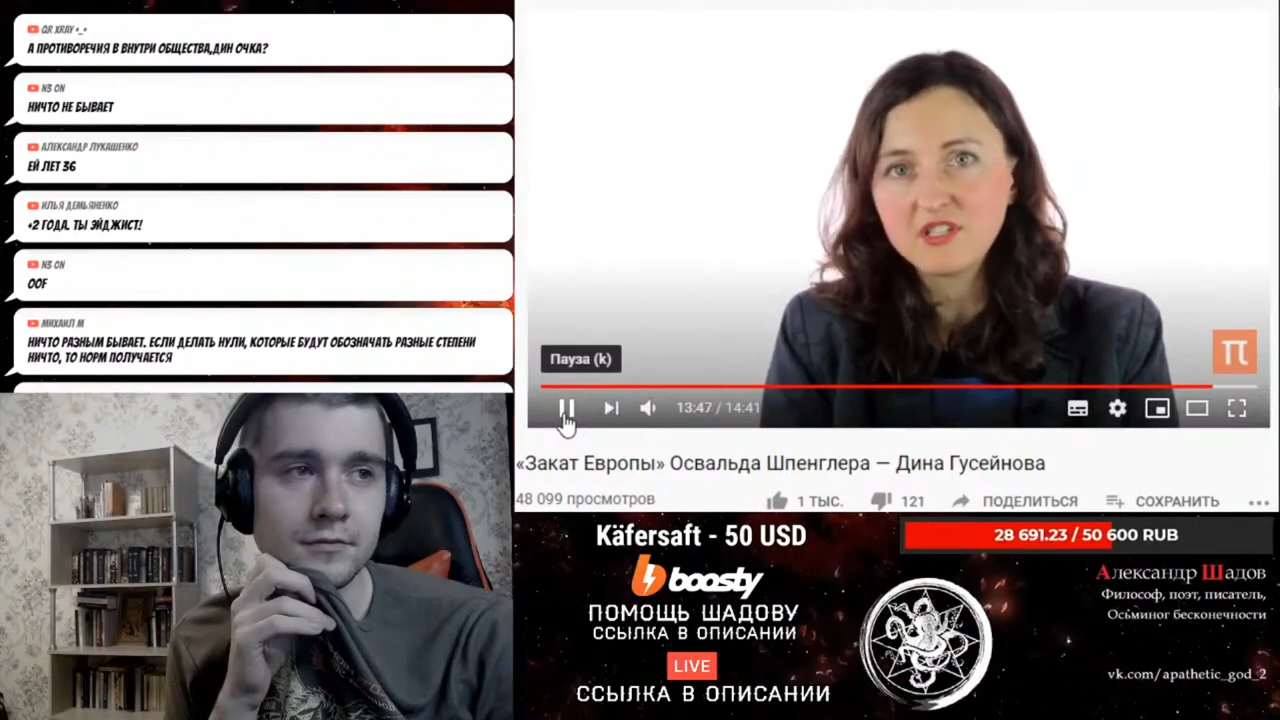 QR XRAY •_•
А ПРОТИВОРЕЧИЯ В ВНУТРИ ОБЩЕСТВА,ДИН ОЧКА?
N3 ON
НИЧТО НЕ БЫВАЕТ
АЛЕКСАНДР ЛУКАШЕНКО
ЕЙ ЛЕТ 36
ИЛЬЯ ДЕМЬЯНЕНКО
+2 ГОДА. ТЫ ЭЙДЖИСТ!
N3 ON
OOF
МИХАИЛ М
НИЧТО РАЗНЫМ БЫВАЕТ. ЕСЛИ ДЕЛАТЬ НУЛИ, КОТОРЫЕ БУДУТ ОБОЗНАЧАТЬ РАЗНЫЕ СТЕПЕНИ
НИЧТО, ТО НОРМ ПОЛУЧАЕТСЯ
Пауза (k)
π
13:47 / 14:41
«Закат Европы» Освальда Шпенглера — Дина Гусейнова
48 099 просмотров
1 ТЫС.
121
ПОДЕЛИТЬСЯ
СОХРАНИТЬ
Käfersaft - 50 USD
boosty
ПОМОЩЬ ШАДОВУ
ССЫЛКА В ОПИСАНИИ
LIVE
ССЫЛКА В ОПИСАНИИ
28 691.23 / 50 600 RUB
Александр Шадов
Философ, поэт, писатель,
Осьминог бесконечности
vk.com/apathetic_god_2